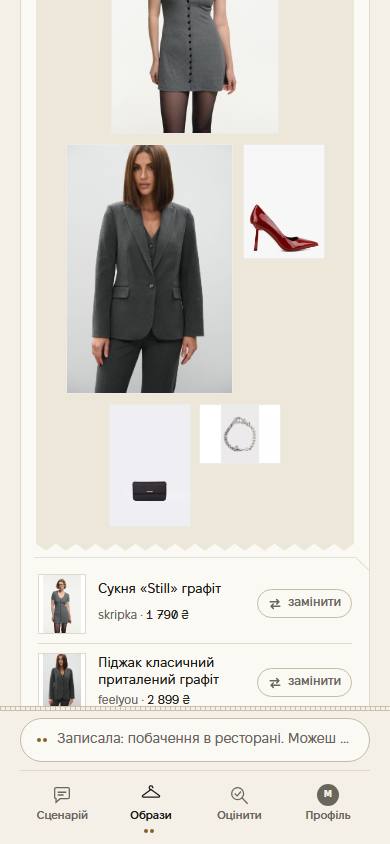 Сукня «Still» графіт
skripka · 1 790 ₴
замінити
Піджак класичний
приталений графіт
feelyou · 2 899 ₴
замінити
Записала: побачення в ресторані. Можеш ...
Сценарій
Образи
Оцінити
М
Профіль